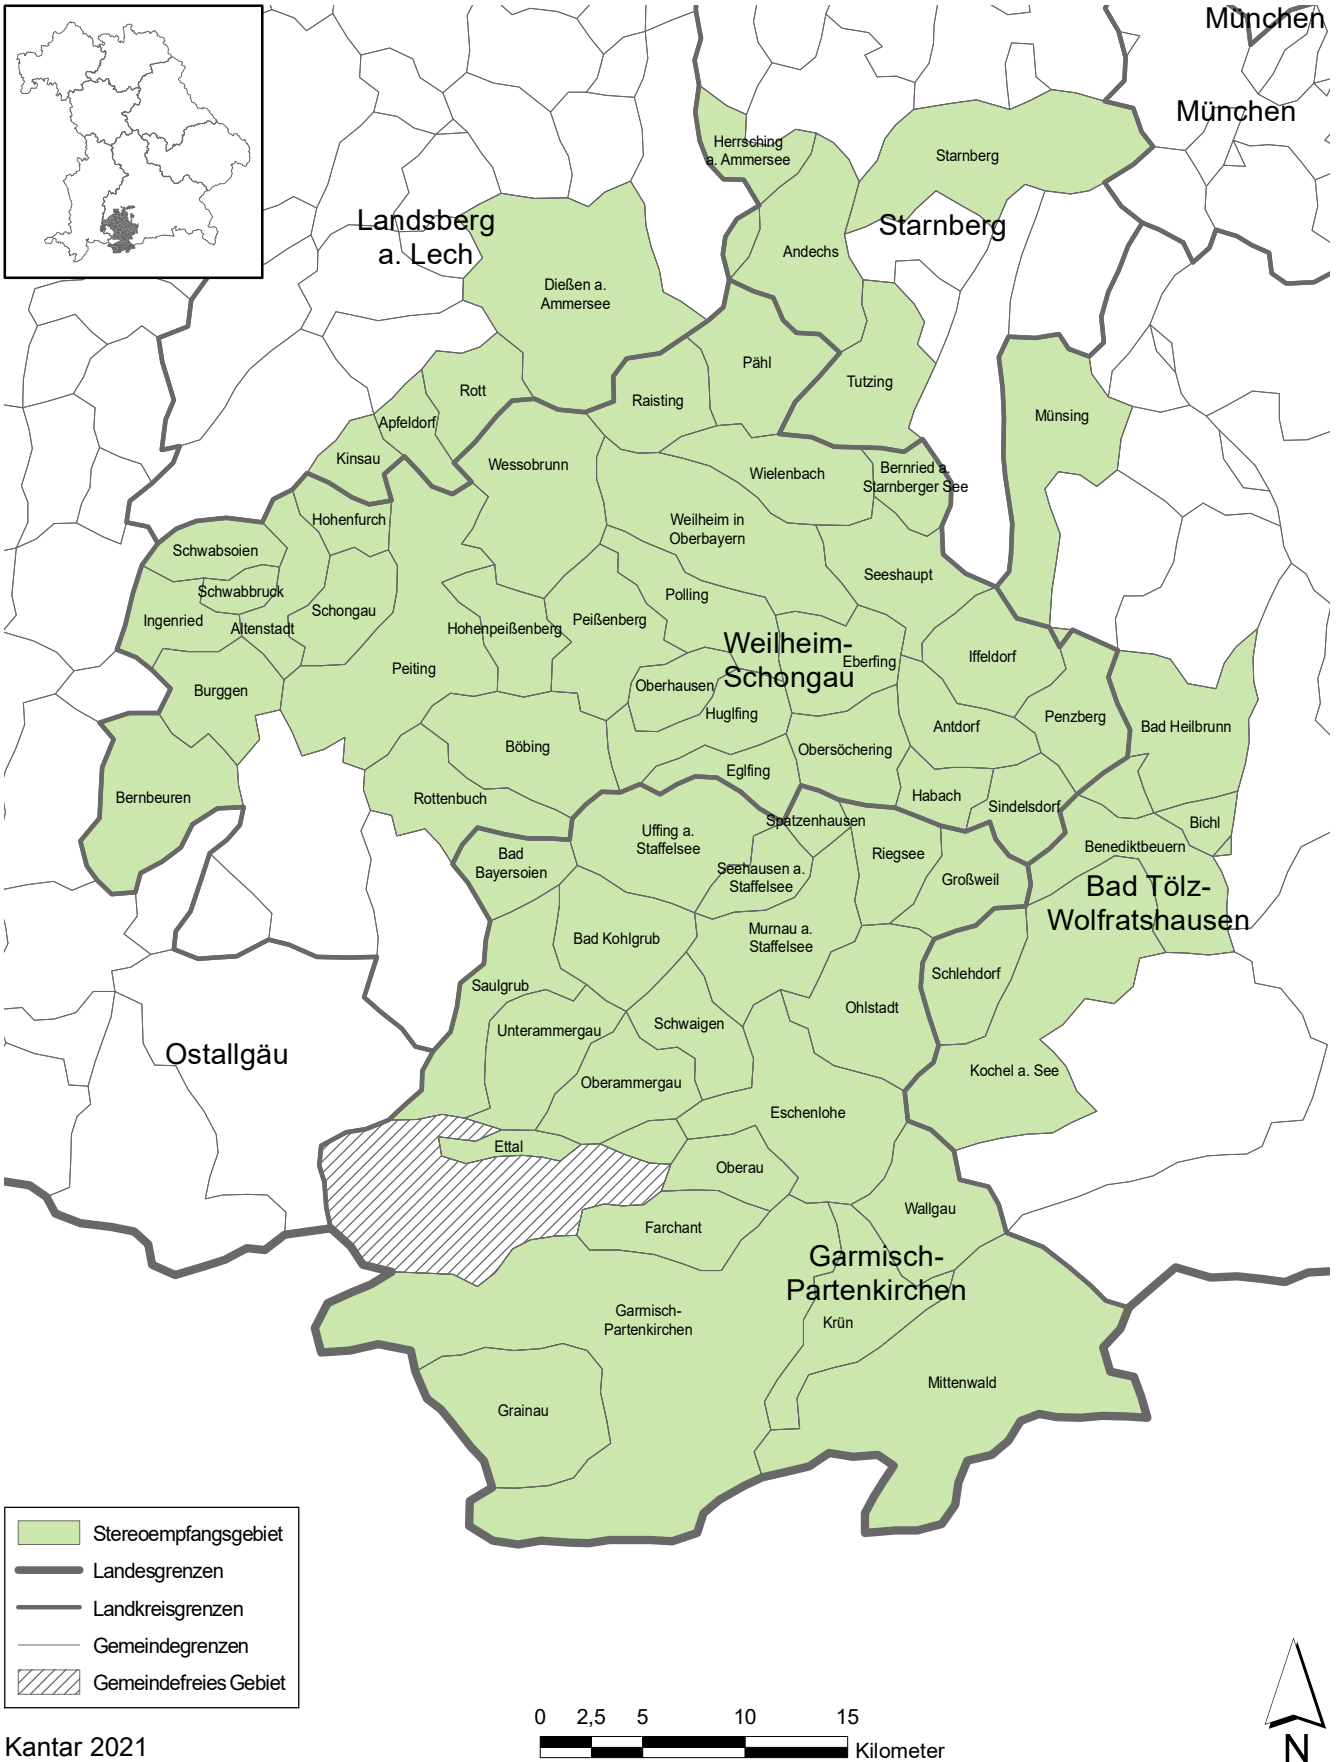 München
München
Herrsching
a. Ammersee
Starnberg
Landsberg
a. Lech
Starnberg
Andechs
Dießen a.
Ammersee
Pähl
Tutzing
Rott
Raisting
Münsing
Apfeldorf
Kinsau
Wessobrunn
Wielenbach
Bernried a.
Starnberger See
Hohenfurch
Weilheim in
Oberbayern
Schwabsoien
Seeshaupt
Schwabbruck
Polling
Schongau
Ingenried
Altenstadt
Hohenpeißenberg
Peißenberg
Weilheim-
Schongau
Eberfing
Iffeldorf
Peiting
Oberhausen
Burggen
Huglfing
Penzberg
Antdorf
Bad Heilbrunn
Böbing
Obersöchering
Eglfing
Bernbeuren
Rottenbuch
Habach
Sindelsdorf
Spatzenhausen
Bichl
Uffing a.
Staffelsee
Riegsee
Benediktbeuern
Bad
Bayersoien
Seehausen a.
Staffelsee
Großweil
Bad Tölz-
Wolfratshausen
Bad Kohlgrub
Murnau a.
Staffelsee
Schlehdorf
Saulgrub
Ohlstadt
Unterammergau
Schwaigen
Ostallgäu
Kochel a. See
Oberammergau
Eschenlohe
Ettal
Oberau
Wallgau
Farchant
Garmisch-
Partenkirchen
Garmisch-
Partenkirchen
Krün
Mittenwald
Grainau
Stereoempfangsgebiet
Landesgrenzen
Landkreisgrenzen
Gemeindegrenzen
Gemeindefreies Gebiet
0 2,5 5 10 15
Kilometer
N
Kantar 2021